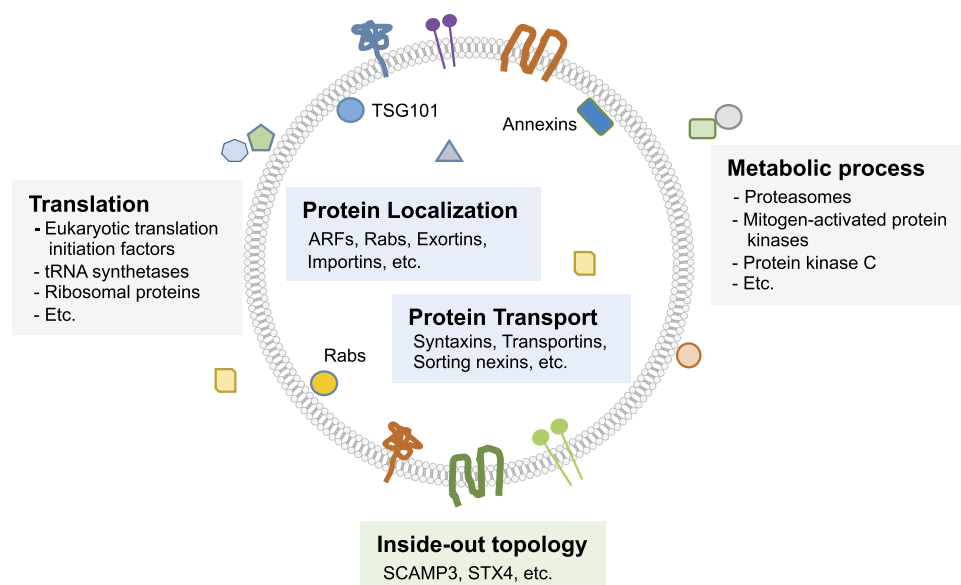 TSG101
Annexins
Translation
- Eukaryotic translation
initiation factors
- tRNA synthetases
- Ribosomal proteins
- Etc.
Protein Localization
ARFs, Rabs, Exortins,
Importins, etc.
Metabolic process
- Proteasomes
- Mitogen-activated protein
kinases
- Protein kinase C
- Etc.
Protein Transport
Syntaxins, Transportins,
Sorting nexins, etc.
Rabs
Inside-out topology
SCAMP3, STX4, etc.